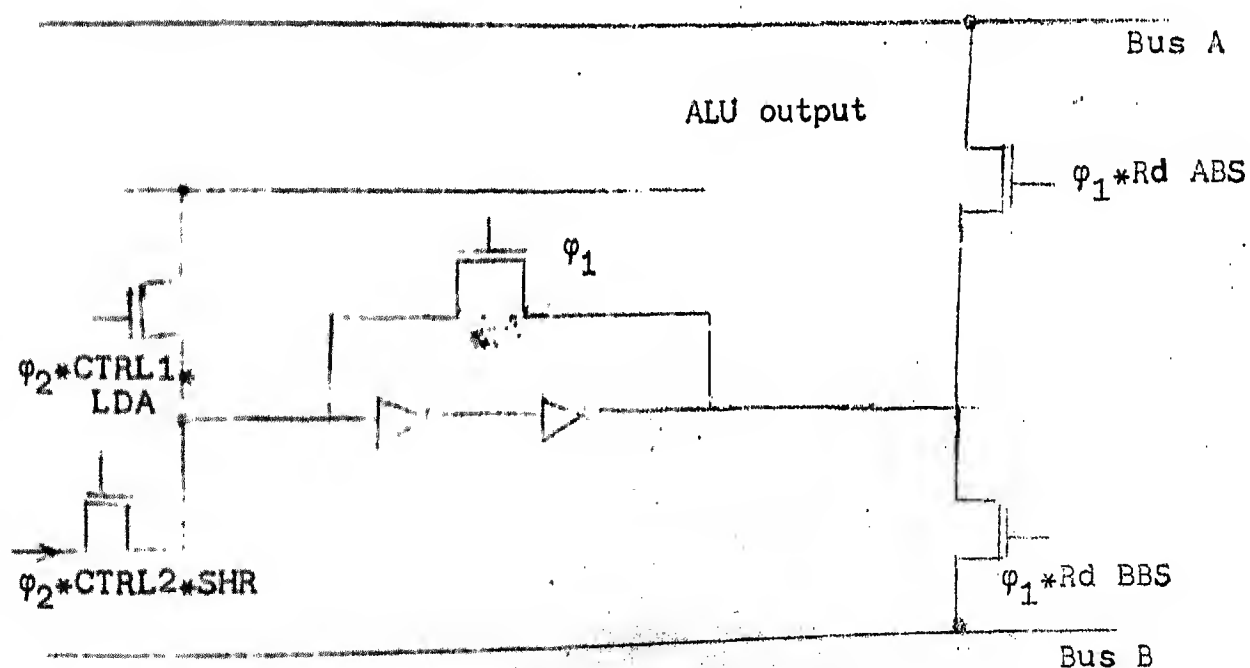 Bus A
ALU output
φ1*Rd ABS
φ1
φ2*CTRL1*
LDA
φ2*CTRL2*SHR
φ1*Rd BBS
Bus B